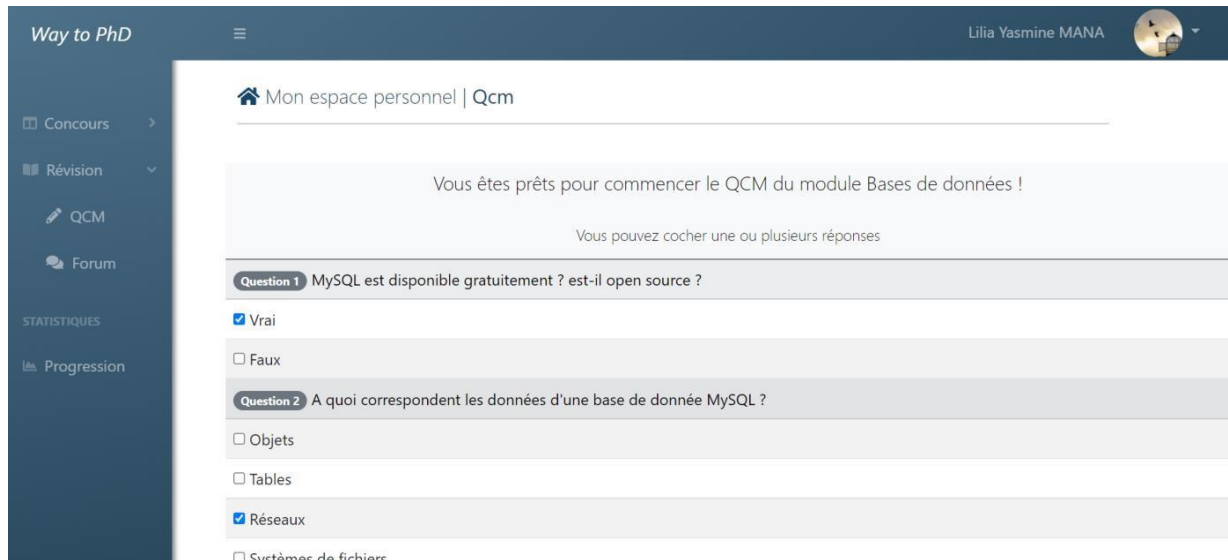 Way to PhD
Lilia Yasmine MANA
Concours
Révision
QCM
Forum
STATISTIQUES
Progression
Mon espace personnel | Qcm
Vous êtes prêts pour commencer le QCM du module Bases de données !
Vous pouvez cocher une ou plusieurs réponses
Question 1 MySQL est disponible gratuitement ? est-il open source ?
Vrai
Faux
Question 2 A quoi correspondent les données d'une base de donnée MySQL ?
Objets
Tables
Réseaux
Systèmes de fichiers